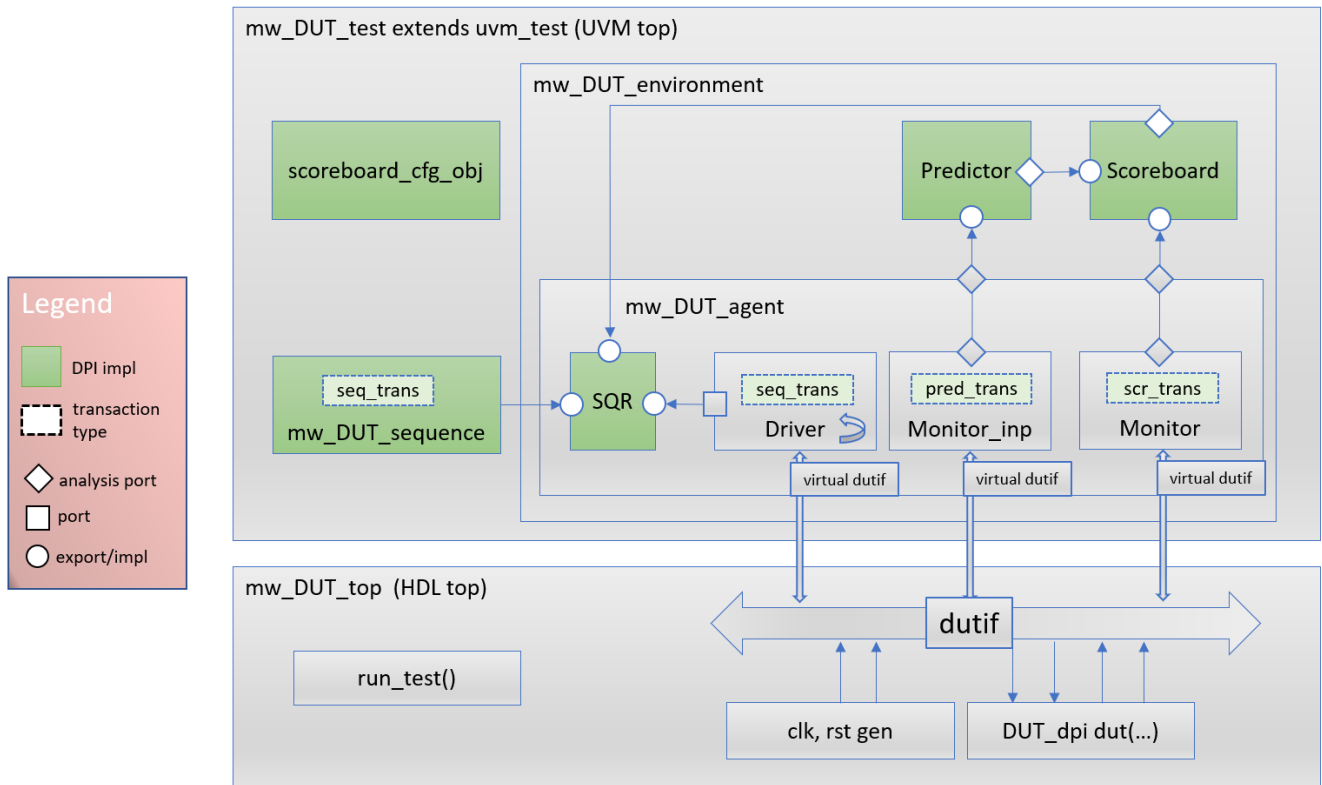 mw_DUT_test extends uvm_test (UVM top)
mw_DUT_environment
scoreboard_cfg_obj
Predictor
Scoreboard
mw_DUT_agent
seq_trans
mw_DUT_sequence
SQR
seq_trans
Driver
pred_trans
Monitor_inp
scr_trans
Monitor
virtual dutif
virtual dutif
virtual dutif
Legend
DPI impl
transaction
type
analysis port
port
export/impl
mw_DUT_top (HDL top)
dutif
run_test()
clk, rst gen
DUT_dpi dut(...)